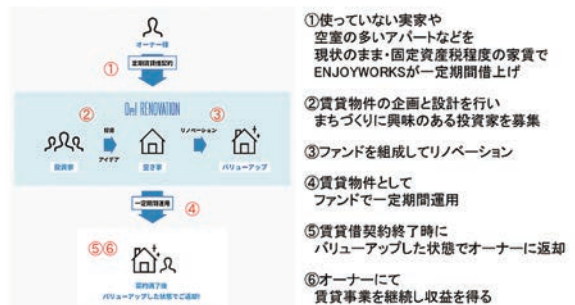 オーナー様
①
定期賃貸借契約
0円! RENOVATION
②
③
投資
リノベーション
アイデア
投資家
空き家
バリューアップ
一定期間運用
④
⑤⑥
契約満了後
バリューアップした状態でご返却!
①使っていない実家や
空室の多いアパートなどを
現状のまま・固定資産税程度の家賃で
ENJOYWORKSが一定期間借上げ
②賃貸物件の企画と設計を行い
まちづくりに興味のある投資家を募集
③ファンドを組成してリノベーション
④賃貸物件として
ファンドで一定期間運用
⑤賃貸借契約終了時に
バリューアップした状態でオーナーに返却
⑥オーナーにて
賃貸事業を継続し収益を得る